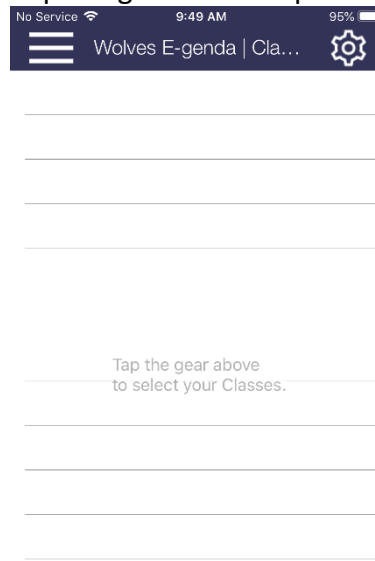 No Service 9:49 AM 95%
Wolves E-genda | Cla...
Tap the gear above
to select your Classes.